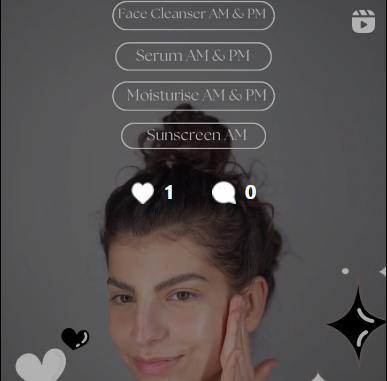 Face Cleanser AM & PM
Serum AM & PM
Moisturise AM & PM
Sunscreen AM
1 0